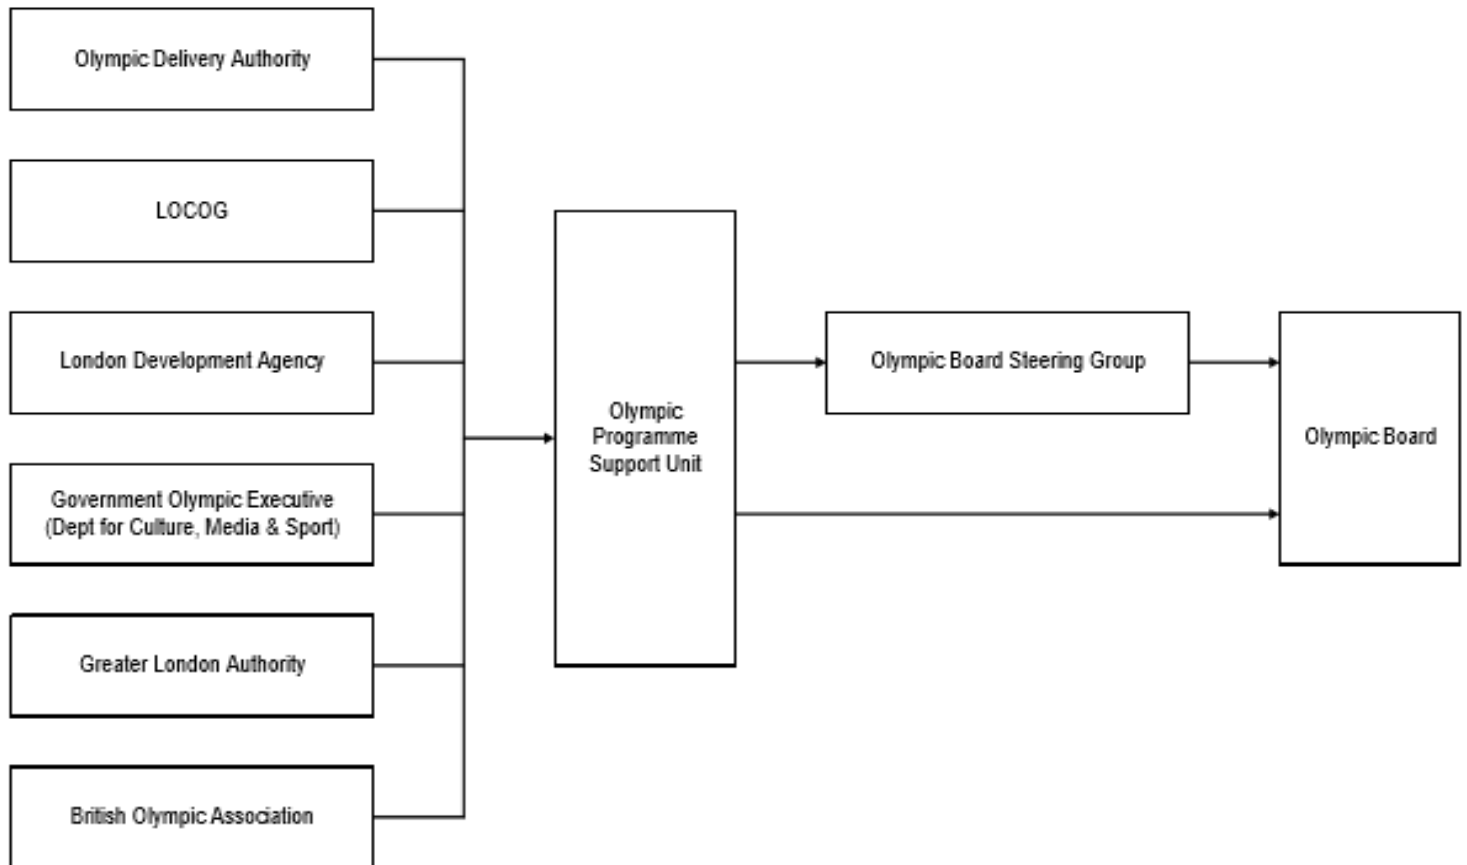 Olympic Delivery Authority
LOCOG
London Development Agency
Government Olympic Executive
(Dept for Culture, Media & Sport)
Greater London Authority
British Olympic Association
Olympic
Programme
Support Unit
Olympic Board Steering Group
Olympic Board